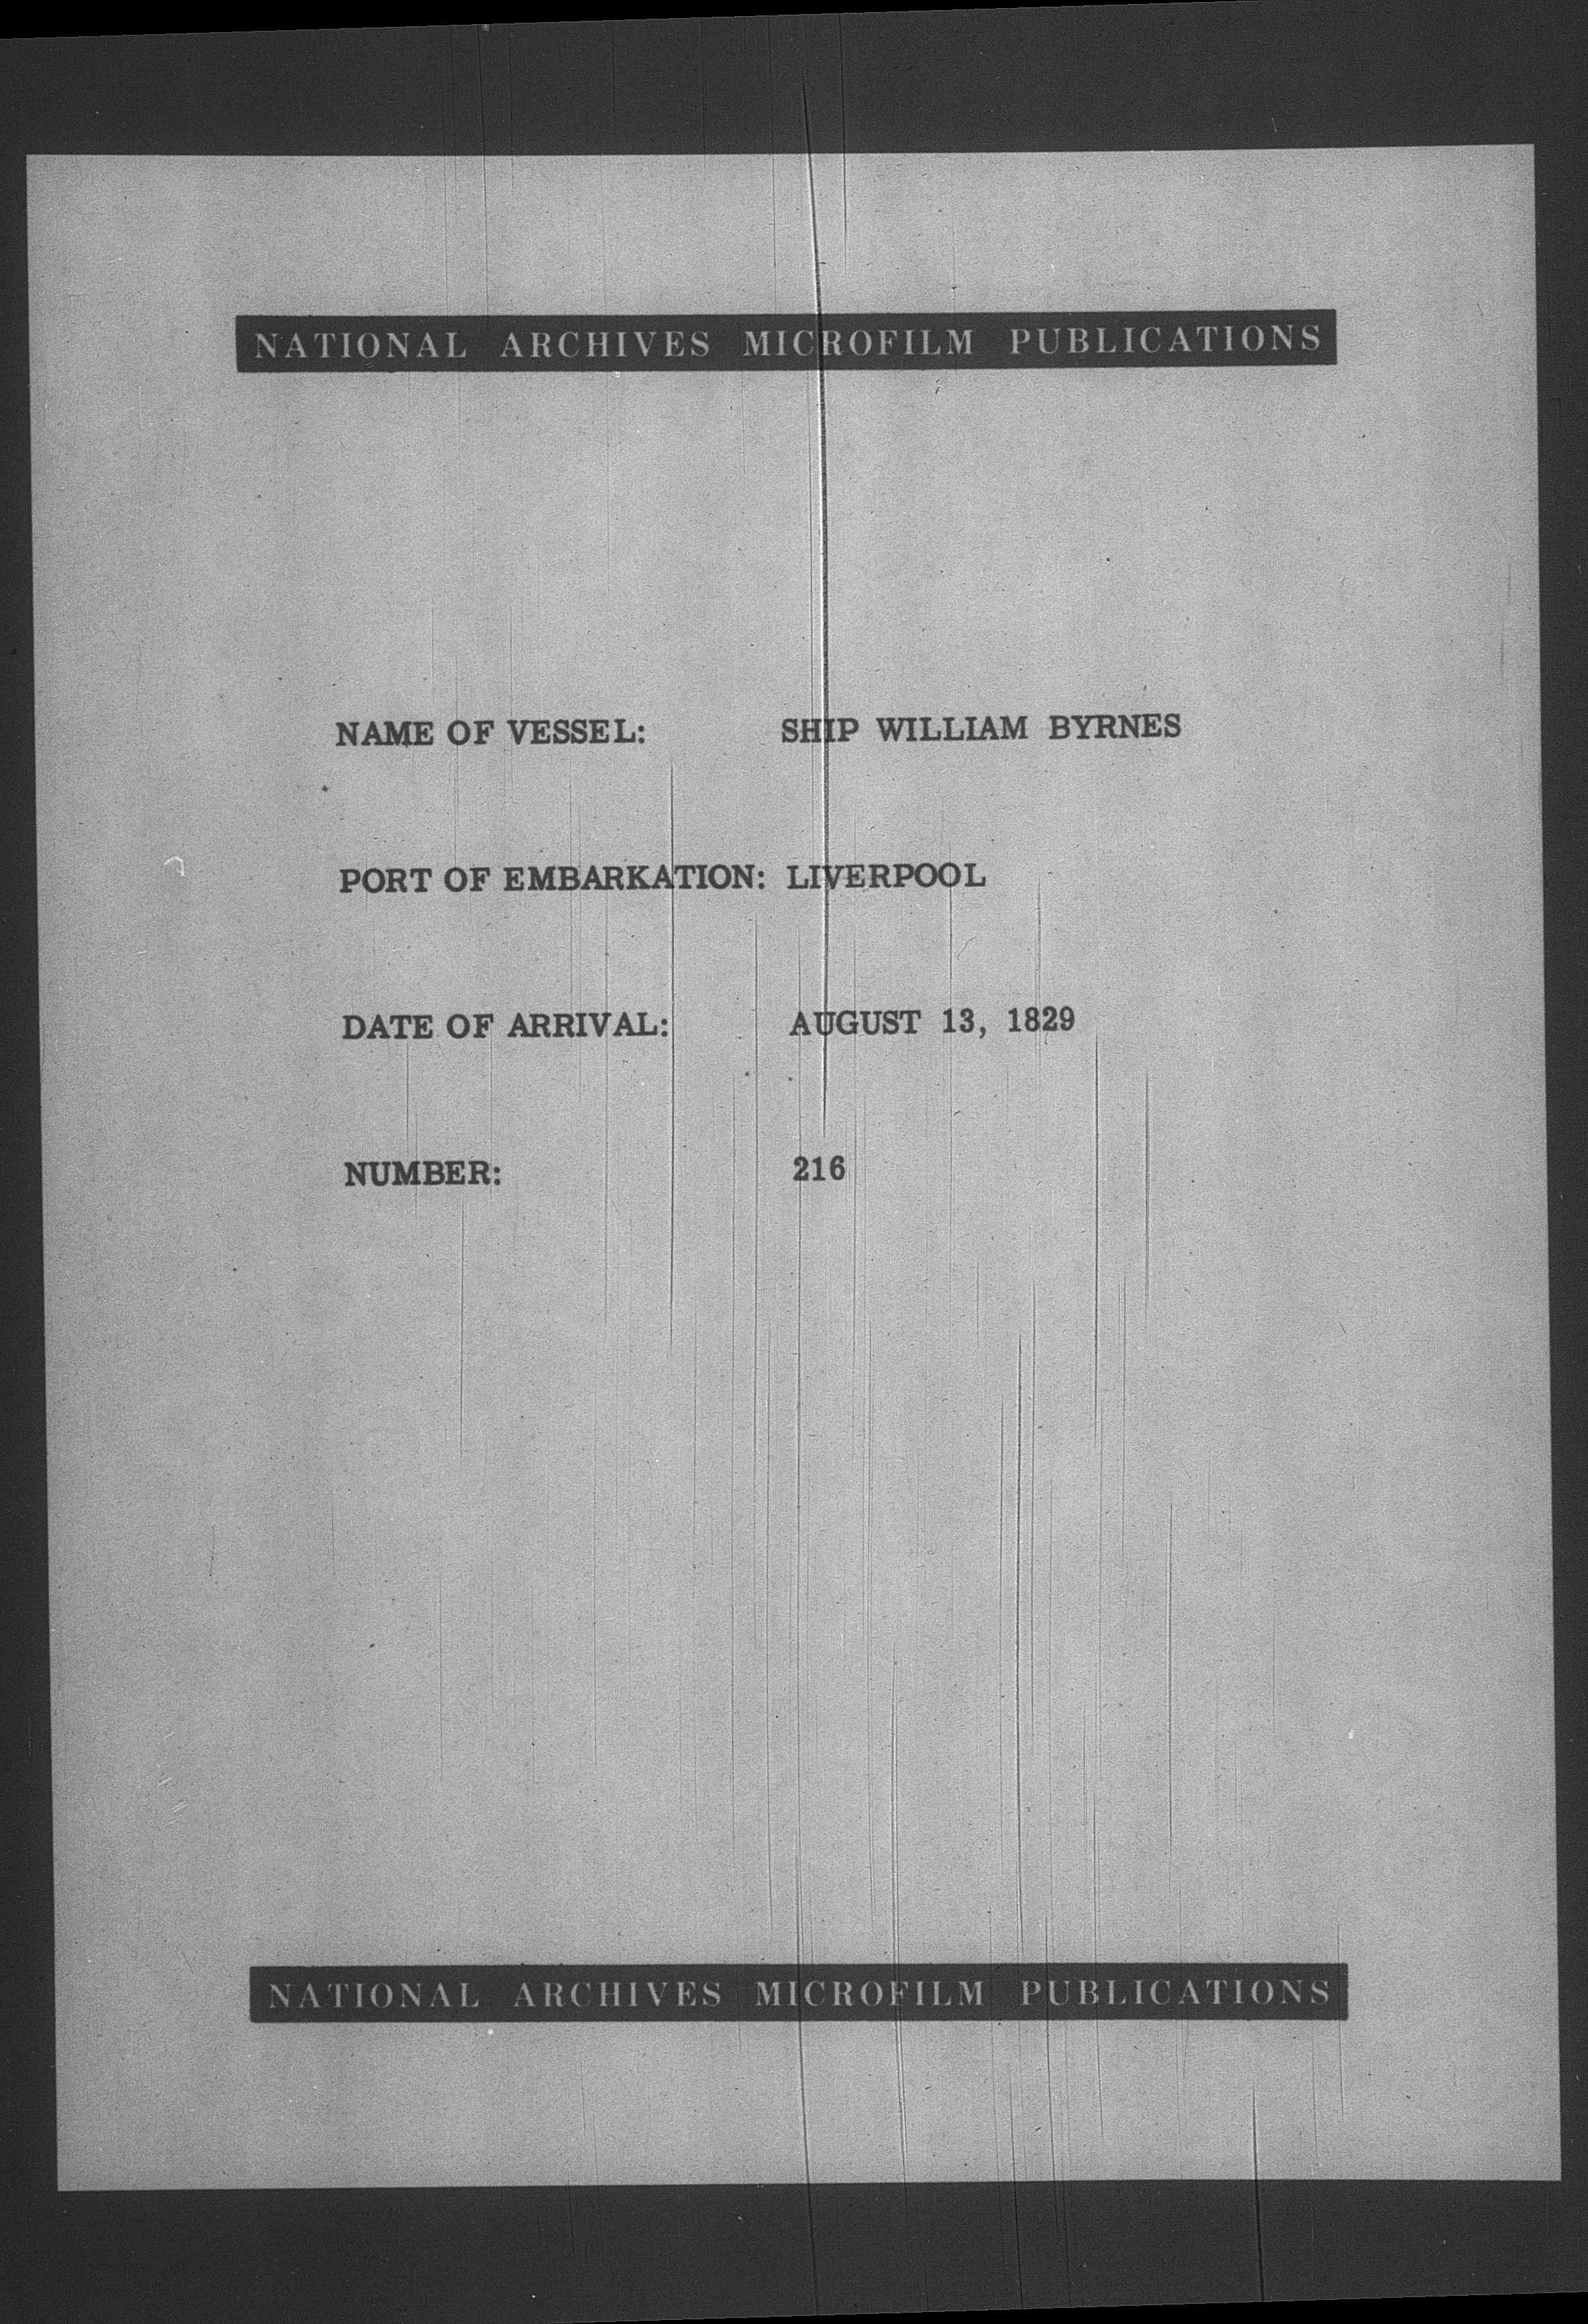 NATIONAL ARCHIVES MICROFILM PUBLICATIONS
NAME OF VESSEL: SHIP WILLIAM BYRNES
PORT OF EMBARKATION: LIVERPOOL
DATE OF ARRIVAL: AUGUST 13, 1829
NUMBER: 216
NATIONAL ARCHIVES MICROFILM PUBLICATIONS